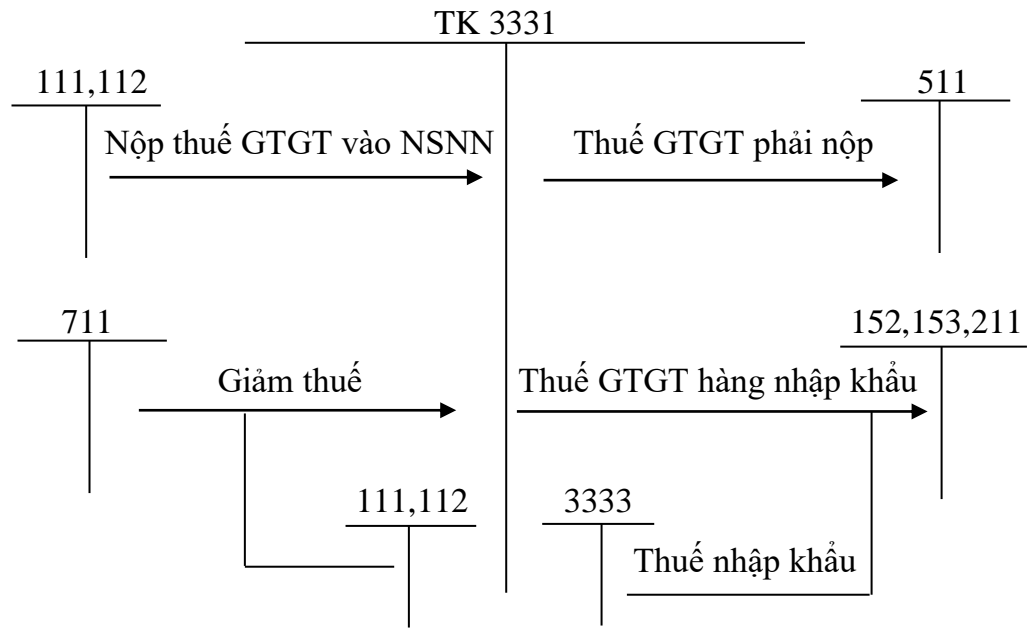 TK 3331
111,112
511
Nộp thuế GTGT vào NSNN
Thuế GTGT phải nộp
711
152,153,211
Giảm thuế
Thuế GTGT hàng nhập khẩu
111,112
3333
Thuế nhập khẩu